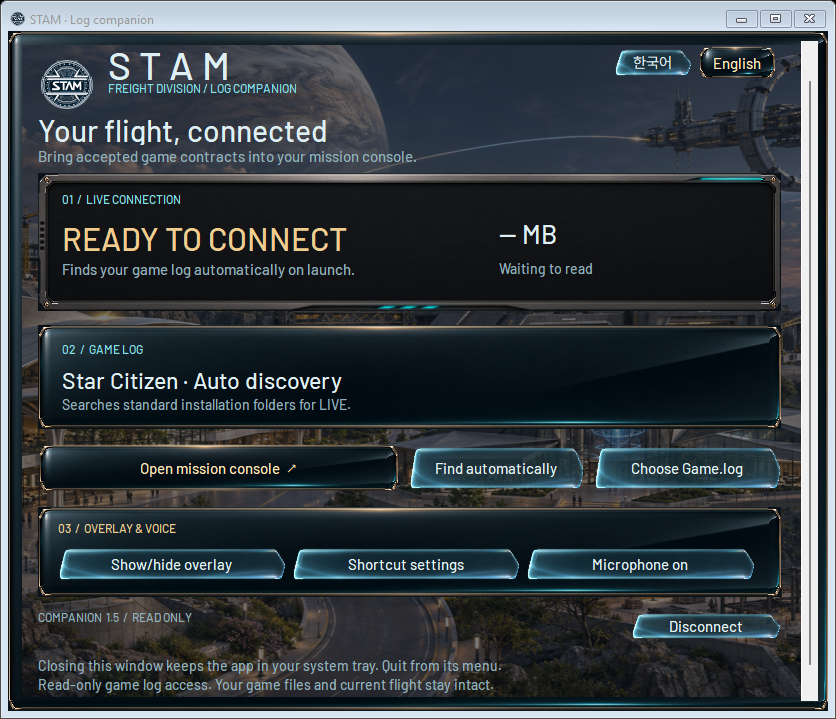 STAM · Log companion
STAM
STAM
FREIGHT DIVISION / LOG COMPANION
한국어
English
Your flight, connected
Bring accepted game contracts into your mission console.
01 / LIVE CONNECTION
READY TO CONNECT
Finds your game log automatically on launch.
— MB
Waiting to read
02 / GAME LOG
Star Citizen · Auto discovery
Searches standard installation folders for LIVE.
Open mission console ↗
Find automatically
Choose Game.log
03 / OVERLAY & VOICE
Show/hide overlay
Shortcut settings
Microphone on
COMPANION 1.5 / READ ONLY
Disconnect
Closing this window keeps the app in your system tray. Quit from its menu.
Read-only game log access. Your game files and current flight stay intact.